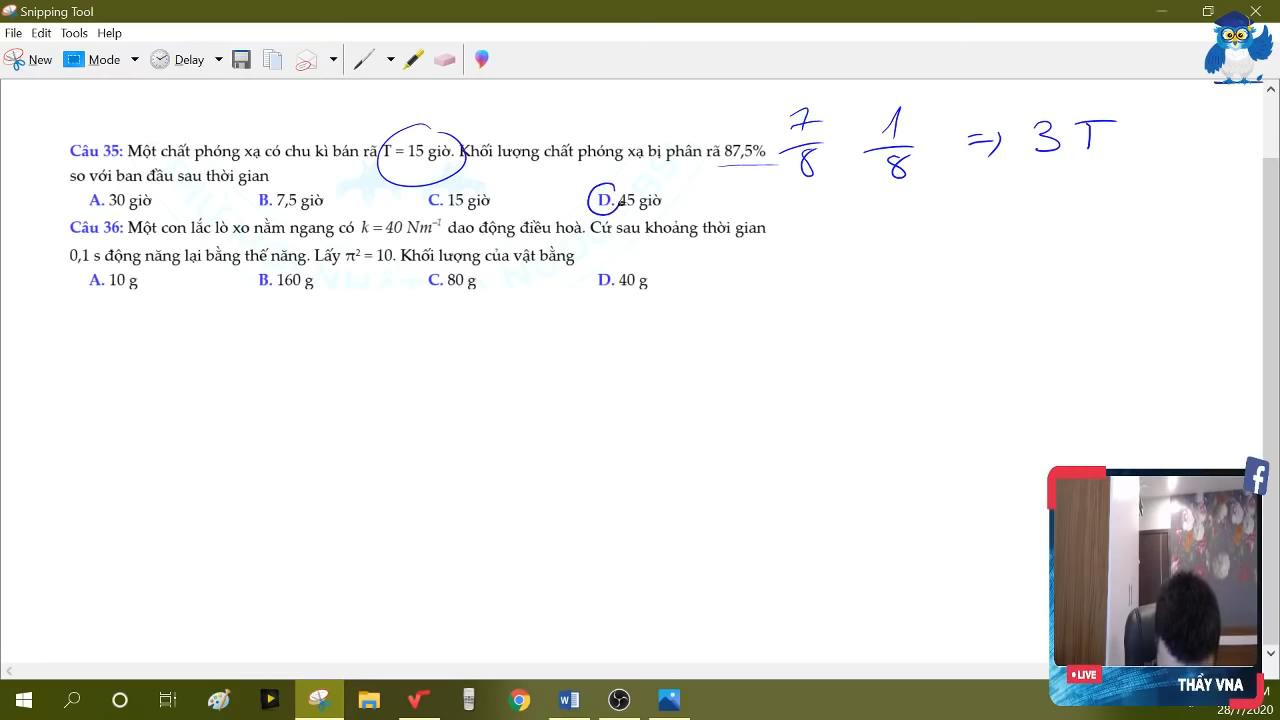 Snipping Tool
File Edit Tools Help
New Mode Delay
Câu 35: Một chất phóng xạ có chu kì bán rã T = 15 giờ. Khối lượng chất phóng xạ bị phân rã 87,5%
so với ban đầu sau thời gian
A. 30 giờ B. 7,5 giờ C. 15 giờ D. 45 giờ
7/8 1/8 => 3T
Câu 36: Một con lắc lò xo nằm ngang có k = 40 Nm⁻¹ dao động điều hoà. Cứ sau khoảng thời gian
0,1 s động năng lại bằng thế năng. Lấy π² = 10. Khối lượng của vật bằng
A. 10 g B. 160 g C. 80 g D. 40 g
LIVE
THẦY VNA
28/7/2020